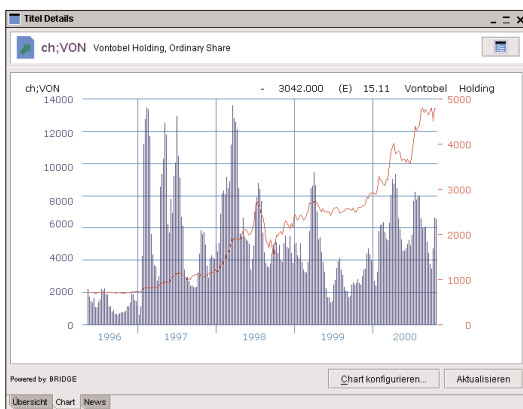 Titel Details
ch;VON Vontobel Holding, Ordinary Share
ch;VON - 3042.000 (E) 15.11 Vontobel Holding
14000 5000
12000
10000 4000
8000 3000
6000
4000 2000
2000 1000
0 0
1996 1997 1998 1999 2000
Powered by BRIDGE Chart konfigurieren... Aktualisieren
Übersicht Chart News